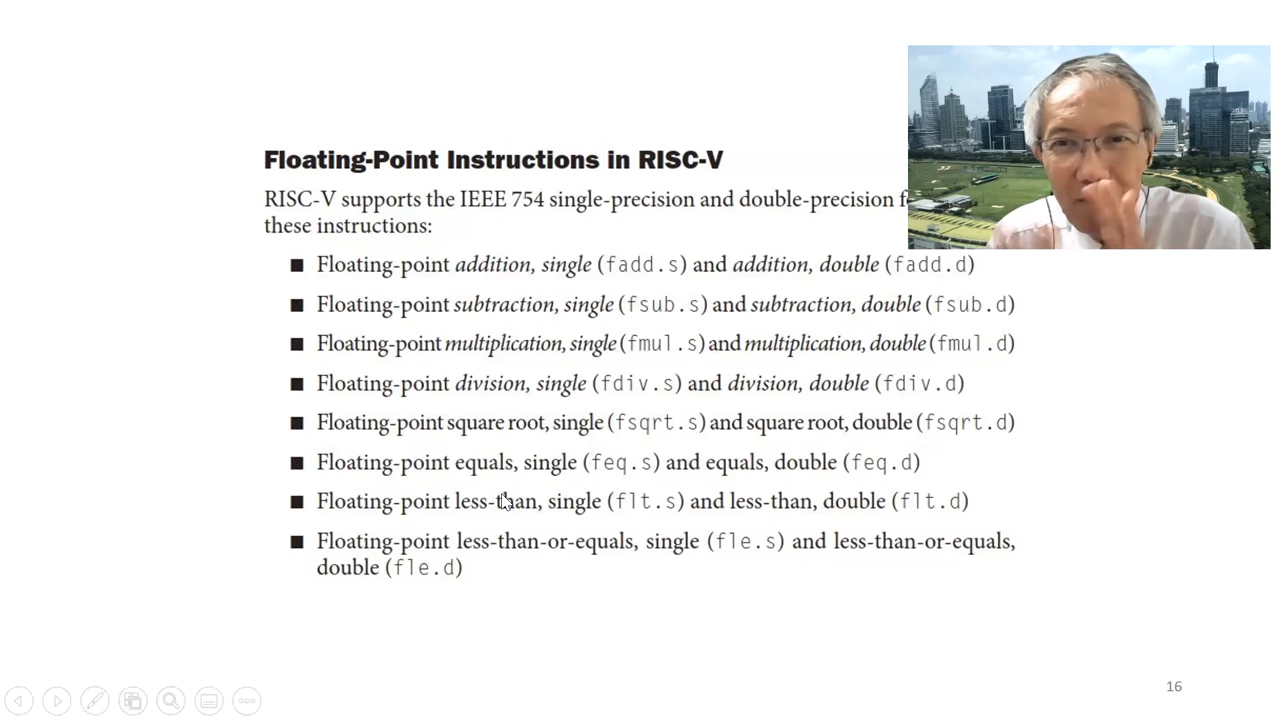 Floating-Point Instructions in RISC-V
RISC-V supports the IEEE 754 single-precision and double-precision
these instructions:
■ Floating-point addition, single (fadd.s) and addition, double (fadd.d)
■ Floating-point subtraction, single (fsub.s) and subtraction, double (fsub.d)
■ Floating-point multiplication, single (fmul.s) and multiplication, double (fmul.d)
■ Floating-point division, single (fdiv.s) and division, double (fdiv.d)
■ Floating-point square root, single (fsqrt.s) and square root, double (fsqrt.d)
■ Floating-point equals, single (feq.s) and equals, double (feq.d)
■ Floating-point less-than, single (flt.s) and less-than, double (flt.d)
■ Floating-point less-than-or-equals, single (fle.s) and less-than-or-equals,
double (fle.d)
16